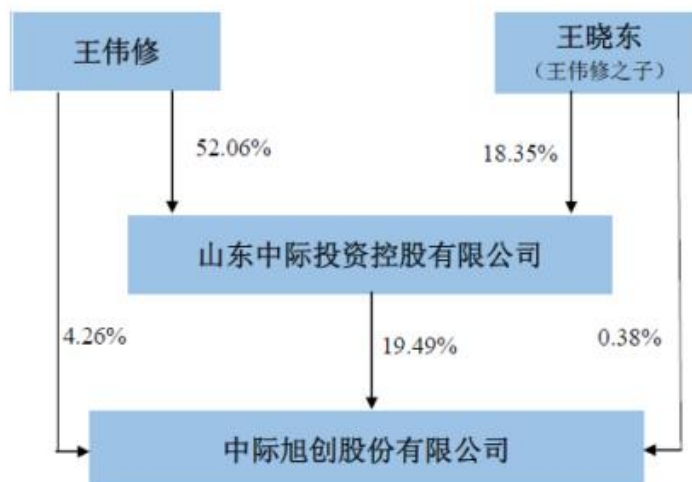 王伟修
王晓东
（王伟修之子）
52.06%
18.35%
山东中际投资控股有限公司
4.26%
19.49%
0.38%
中际旭创股份有限公司